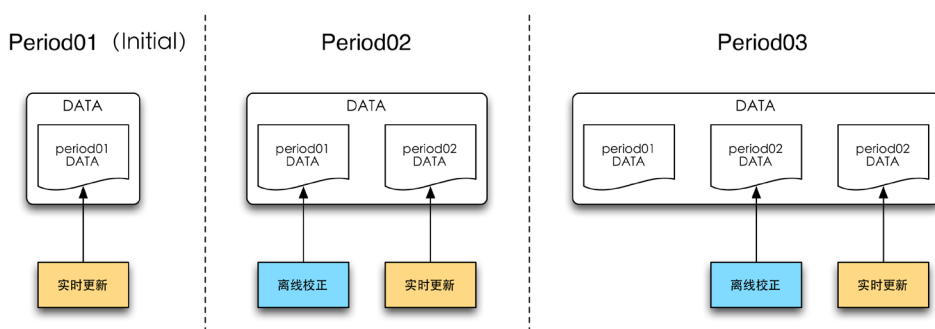 Period01 (Initial)
Period02
Period03
DATA
period01
DATA
实时更新
DATA
period01
DATA
period02
DATA
离线校正
实时更新
DATA
period01
DATA
period02
DATA
period02
DATA
离线校正
实时更新